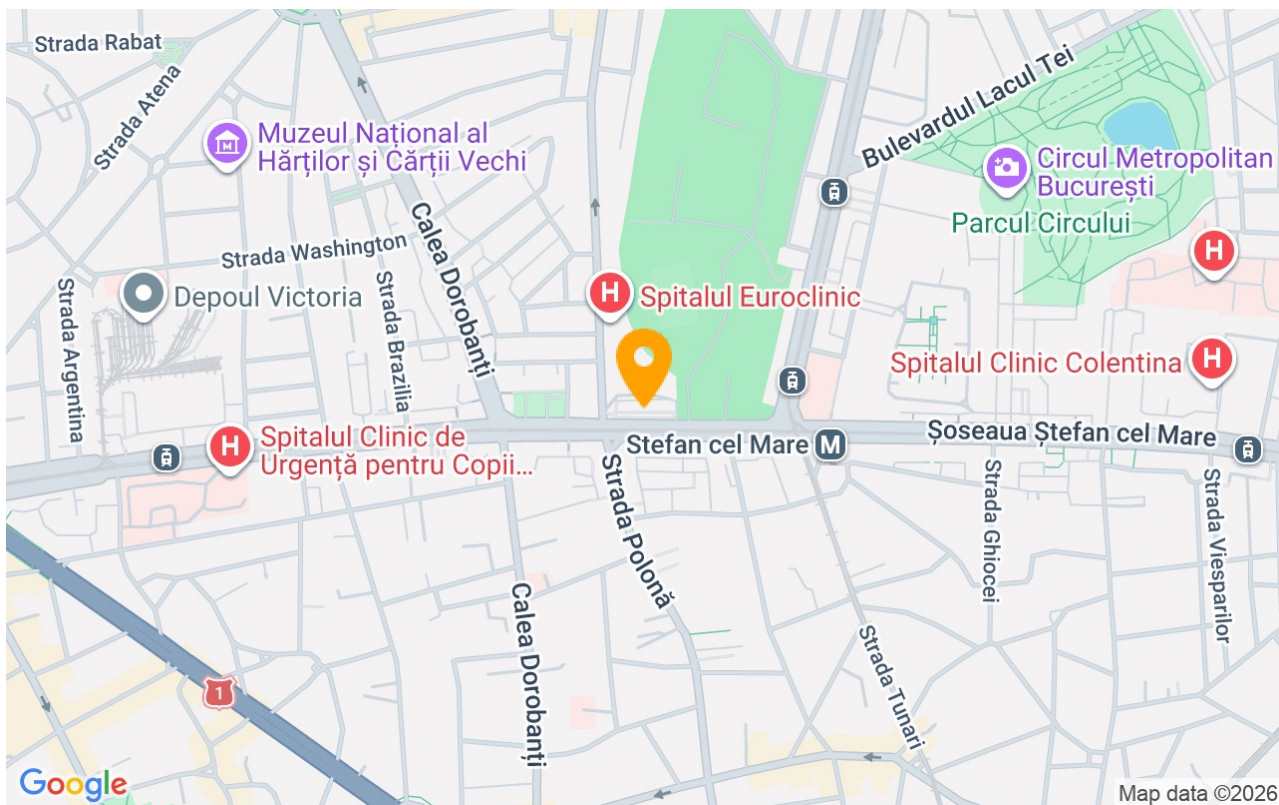 Strada Rabat
Strada Atena
Bulevardul Lacul Tei
Muzeul Național al
Hărților și Cărții Vechi
Circul Metropolitan
București
Parcul Circului
Calea Dorobanți
Strada Washington
H
Strada Argentina
Depoul Victoria
Strada Brazilia
H
Spitalul Euroclinic
Spitalul Clinic Colentina
H
H
Spitalul Clinic de
Urgență pentru Copii...
Ștefan cel Mare
M
Șoseaua Ștefan cel Mare
Strada Polonă
Strada Ghiocei
Strada Viesparilor
Calea Dorobanți
Strada Tunari
1
Google
Map data ©2026